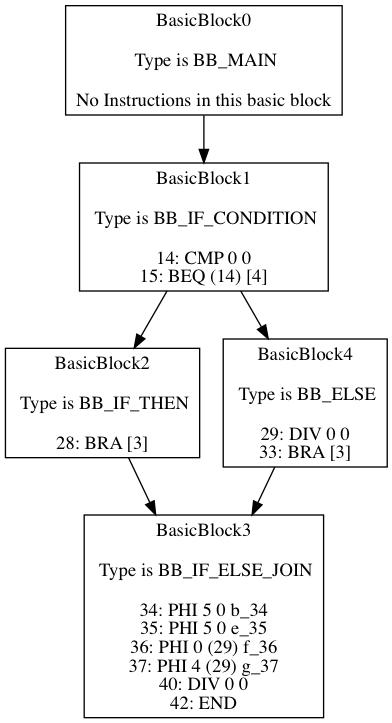 BasicBlock0
Type is BB_MAIN
No Instructions in this basic block
BasicBlock1
Type is BB_IF_CONDITION
14: CMP 0 0
15: BEQ (14) [4]
BasicBlock2
Type is BB_IF_THEN
28: BRA [3]
BasicBlock4
Type is BB_ELSE
29: DIV 0 0
33: BRA [3]
BasicBlock3
Type is BB_IF_ELSE_JOIN
34: PHI 5 0 b_34
35: PHI 5 0 e_35
36: PHI 0 (29) f_36
37: PHI 4 (29) g_37
40: DIV 0 0
42: END